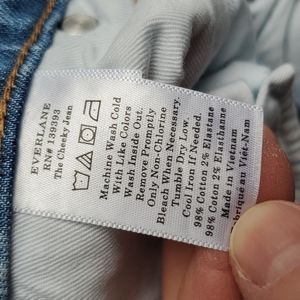 EVERLANE
RN# 139393
The Cheeky Jean
Machine Wash Cold
With Like Colors
Wash Inside Out
Remove Promptly
Only Non-Chlorine
Bleach When Necessary
Tumble Dry Low
Cool Iron If Needed.
98% Cotton 2% Elastane
98% Coton 2% Élasthanne
Made in Vietnam
Fabriqué au Viêt-Nam